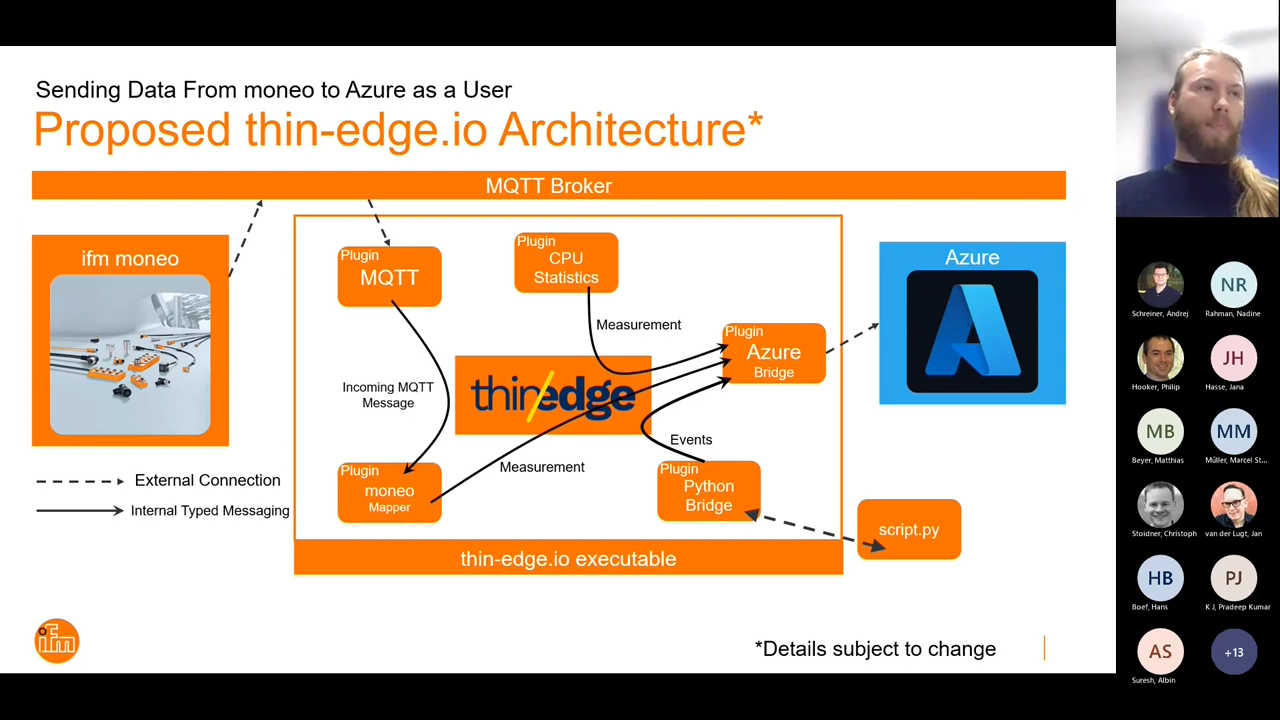 Sending Data From moneo to Azure as a User
Proposed thin-edge.io Architecture*
MQTT Broker
ifm moneo
Plugin
MQTT
Plugin
CPU
Statistics
Measurement
Plugin
Azure
Bridge
Azure
Incoming MQTT
Message
thin/edge
Events
Measurement
Plugin
moneo
Mapper
Plugin
Python
Bridge
script.py
External Connection
Internal Typed Messaging
thin-edge.io executable
ifm
*Details subject to change
Schreiner, Andrej
NR
Rahman, Nadine
Hooker, Philip
JH
Hasse, Jana
MB
Beyer, Matthias
MM
Müller, Marcel St...
Stoidner, Christoph
van der Lugt, Jan
HB
Boef, Hans
PJ
K J, Pradeep Kumar
AS
Suresh, Albin
+13